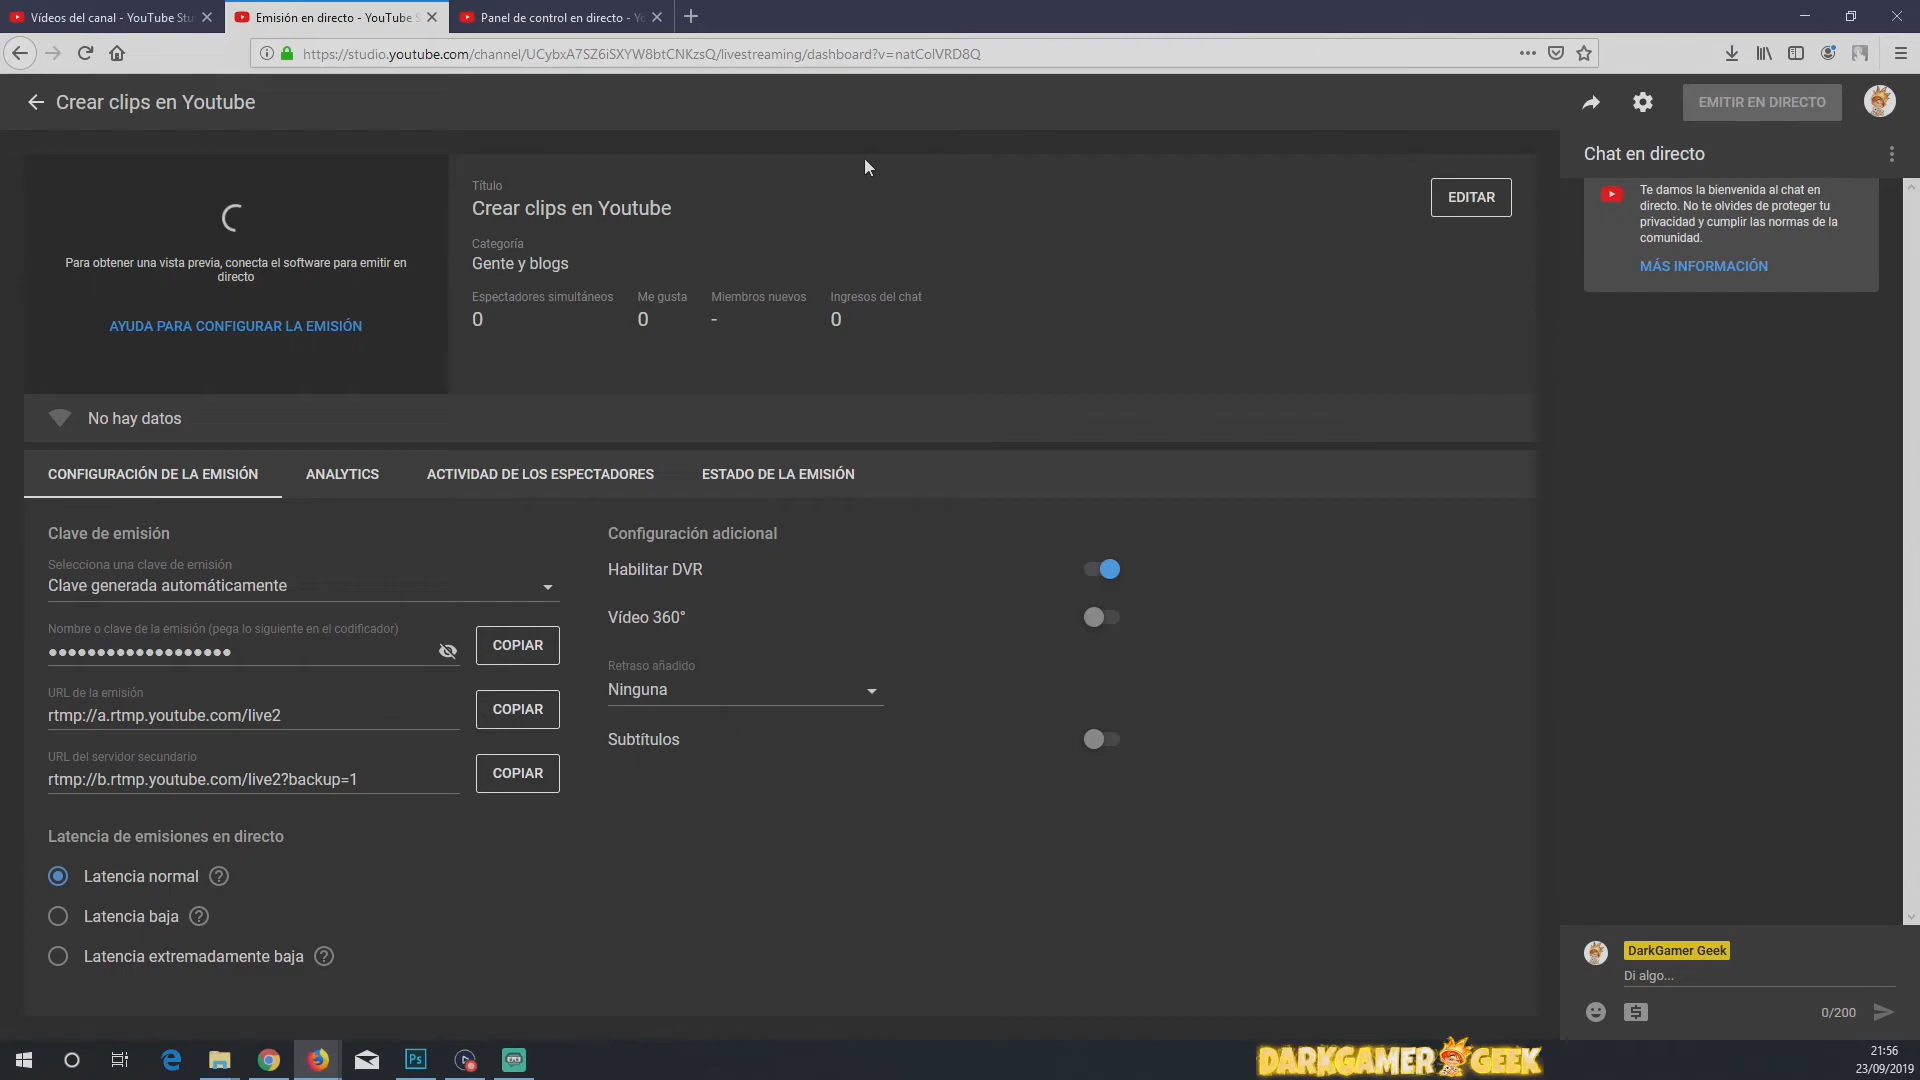 Vídeos del canal - YouTube Stu
Emisión en directo - YouTube S
Panel de control en directo - Yo
https://studio.youtube.com/channel/UCybxA7SZ6iSXYW8btCNKzsQ/livestreaming/dashboard?v=natColVRD8Q
Crear clips en Youtube
EMITIR EN DIRECTO
Para obtener una vista previa, conecta el software para emitir en
directo
AYUDA PARA CONFIGURAR LA EMISIÓN
Título
Crear clips en Youtube
EDITAR
Categoría
Gente y blogs
Espectadores simultáneos Me gusta Miembros nuevos Ingresos del chat
0 0 - 0
No hay datos
CONFIGURACIÓN DE LA EMISIÓN ANALYTICS ACTIVIDAD DE LOS ESPECTADORES ESTADO DE LA EMISIÓN
Clave de emisión
Selecciona una clave de emisión
Clave generada automáticamente
Nombre o clave de la emisión (pega lo siguiente en el codificador)
•••••••••••••••••••
COPIAR
URL de la emisión
rtmp://a.rtmp.youtube.com/live2
COPIAR
URL del servidor secundario
rtmp://b.rtmp.youtube.com/live2?backup=1
COPIAR
Latencia de emisiones en directo
Latencia normal
Latencia baja
Latencia extremadamente baja
Configuración adicional
Habilitar DVR
Vídeo 360°
Retraso añadido
Ninguna
Subtítulos
Chat en directo
Te damos la bienvenida al chat en
directo. No te olvides de proteger tu
privacidad y cumplir las normas de la
comunidad.
MÁS INFORMACIÓN
DarkGamer Geek
Di algo...
0/200
Ps
DARKGAMER GEEK
21:56
23/09/2019